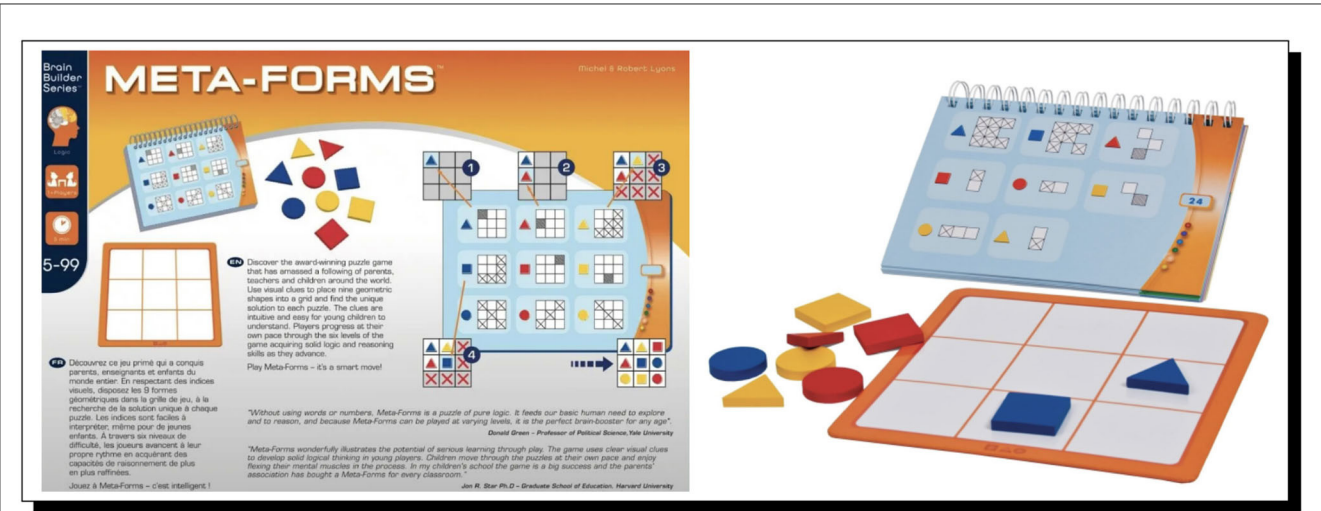 Brain
Builder
Series™
META-FORMS™
Michel & Robert Lyons
Logic
5-99
1
2
3
4
24
EN Discover the award-winning puzzle game
that has amassed a following of parents,
teachers and children around the world.
Use visual clues to place nine geometric
shapes into a grid and find the unique
solution to each puzzle. The clues are
intuitive and easy for young children to
understand. Players progress at their
own pace through the six levels of the
game acquiring solid logic and reasoning
skills as they advance.
Play Meta-Forms – it's a smart move!
FR Découvrez ce jeu primé qui a conquis
parents, enseignants et enfants du
monde entier. En respectant des indices
visuels, disposez les 9 formes
géométriques dans la grille de jeu, à la
recherche de la solution unique à chaque
puzzle. Les indices sont faciles à
interpréter, même pour de jeunes
enfants. À travers six niveaux de
difficulté, les joueurs avancent à leur
propre rythme en acquérant des
capacités de raisonnement de plus
en plus raffinées.
Jouez à Meta-Forms – c'est intelligent !
"Without using words or numbers, Meta-Forms is a puzzle of pure logic. It feeds our basic human need to explore
and to reason, and because Meta-Forms can be played at varying levels, it is the perfect brain-booster for any age".
Donald Green – Professor of Political Science, Yale University
"Meta-Forms wonderfully illustrates the potential of serious learning through play. The game uses clear visual clues
to develop solid logical thinking in young players. Children move through the puzzles at their own pace and enjoy
flexing their mental muscles in the process. In my children's school the game is a big success and the parents'
association has bought a Meta-Forms for every classroom."
Jon R. Star Ph.D – Graduate School of Education, Harvard University